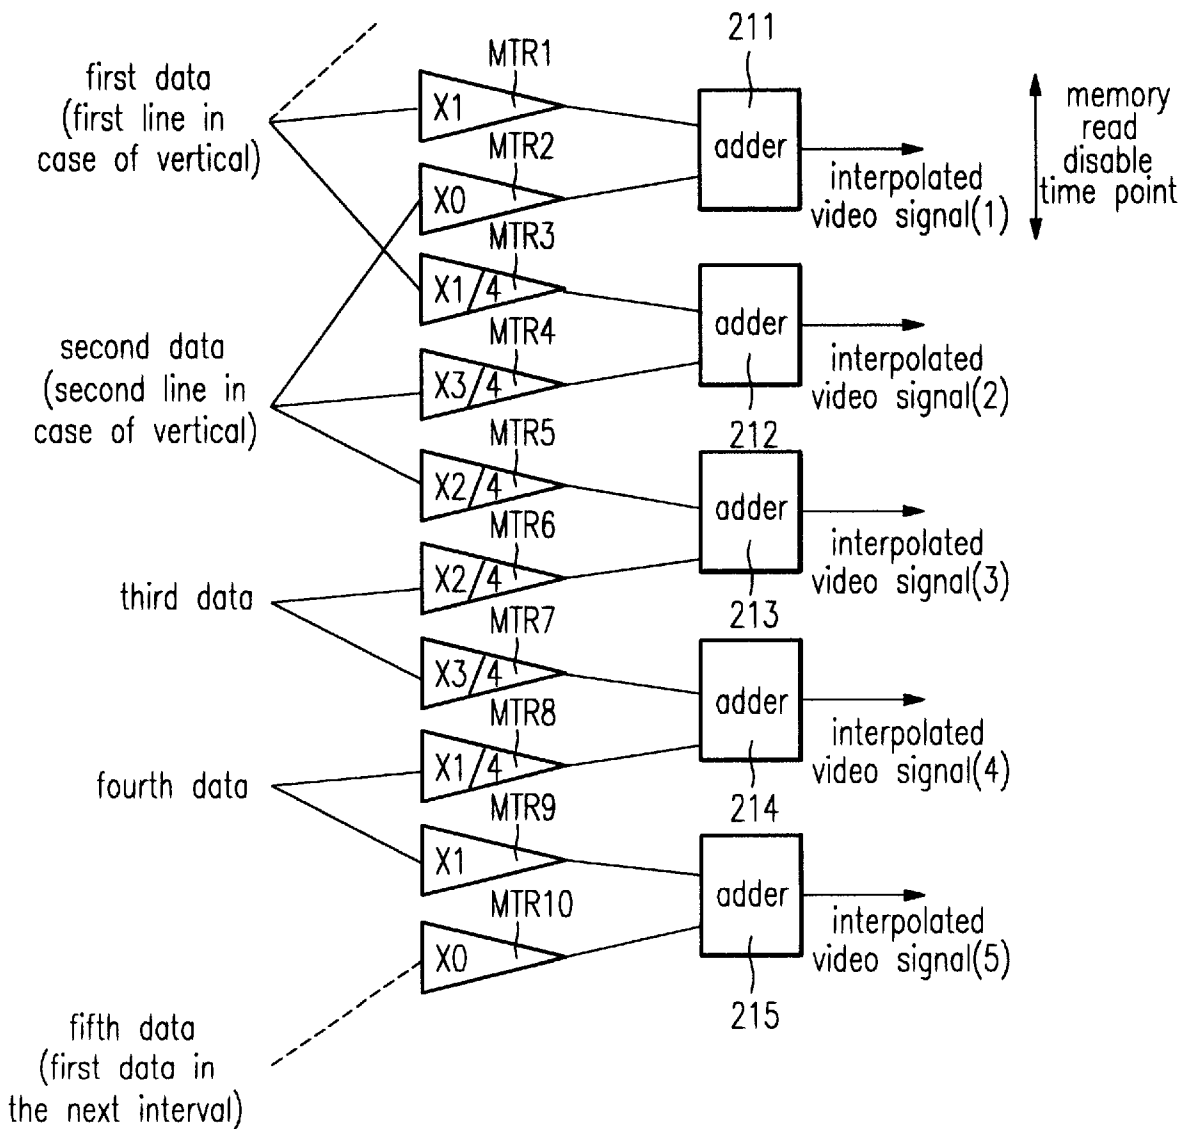 211
MTR1
first data
(first line in
case of vertical)
X1
adder
memory
read
disable
time point
MTR2
interpolated
video signal(1)
X0
MTR3
X1/4
adder
MTR4
second data
(second line in
case of vertical)
interpolated
video signal(2)
X3/4
212
MTR5
X2/4
adder
MTR6
interpolated
video signal(3)
third data
X2/4
213
MTR7
X3/4
adder
MTR8
interpolated
video signal(4)
fourth data
X1/4
214
MTR9
X1
adder
MTR10
interpolated
video signal(5)
X0
215
fifth data
(first data in
the next interval)